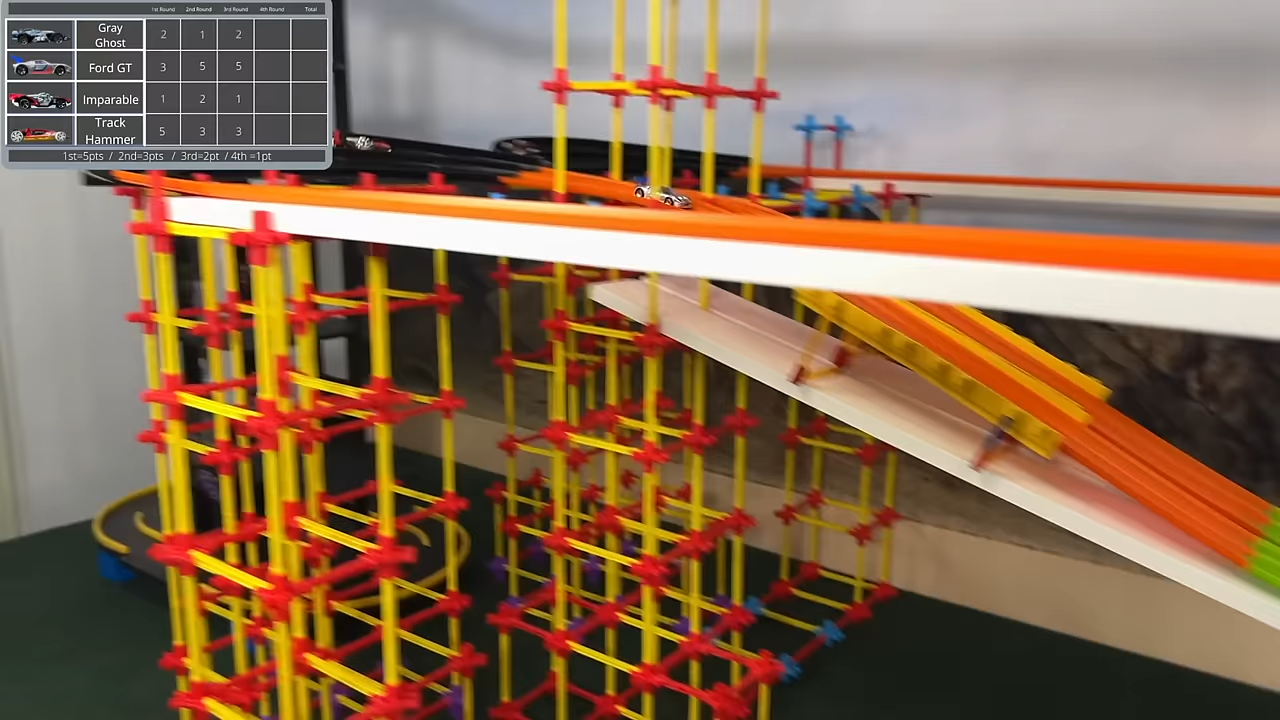 1st Round 2nd Round 3rd Round 4th Round Total
Gray Ghost 2 1 2
Ford GT 3 5 5
Imparable 1 2 1
Track Hammer 5 3 3
1st=5pts / 2nd=3pts / 3rd=2pt / 4th =1pt